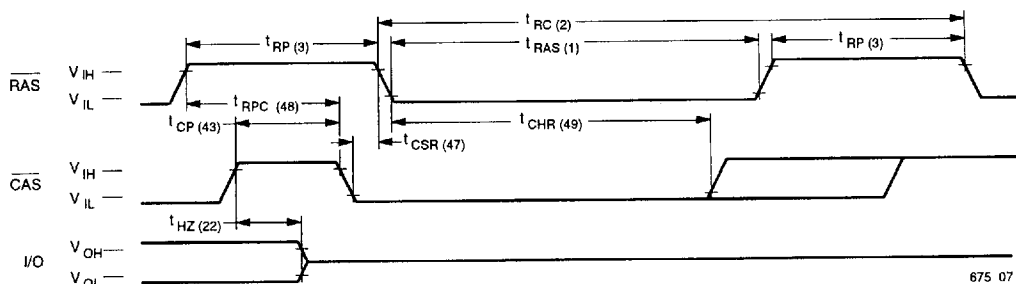 t RC (2)
t RP (3)
t RAS (1)
t RP (3)
RAS
V IH
V IL
t RPC (48)
t CP (43)
t CHR (49)
t CSR (47)
CAS
V IH
V IL
t HZ (22)
I/O
V OH
V OL
675 07